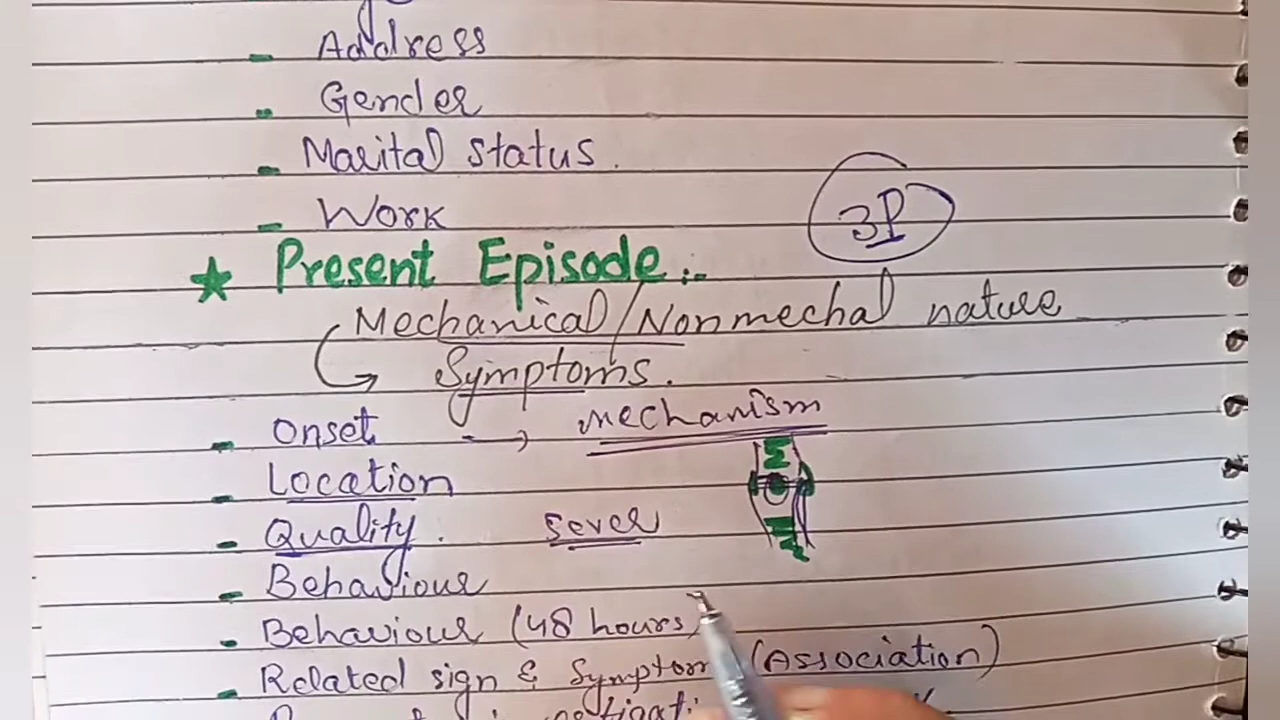 - Address
- Gender
- Marital status.
- Work
3P
★ Present Episode :-
Mechanical/Nonmechal nature
Symptoms.
- Onset → mechanism
- Location
- Quality. Sever
- Behaviour
- Behaviour (48 hours)
- Related sign & Symptom (Association)